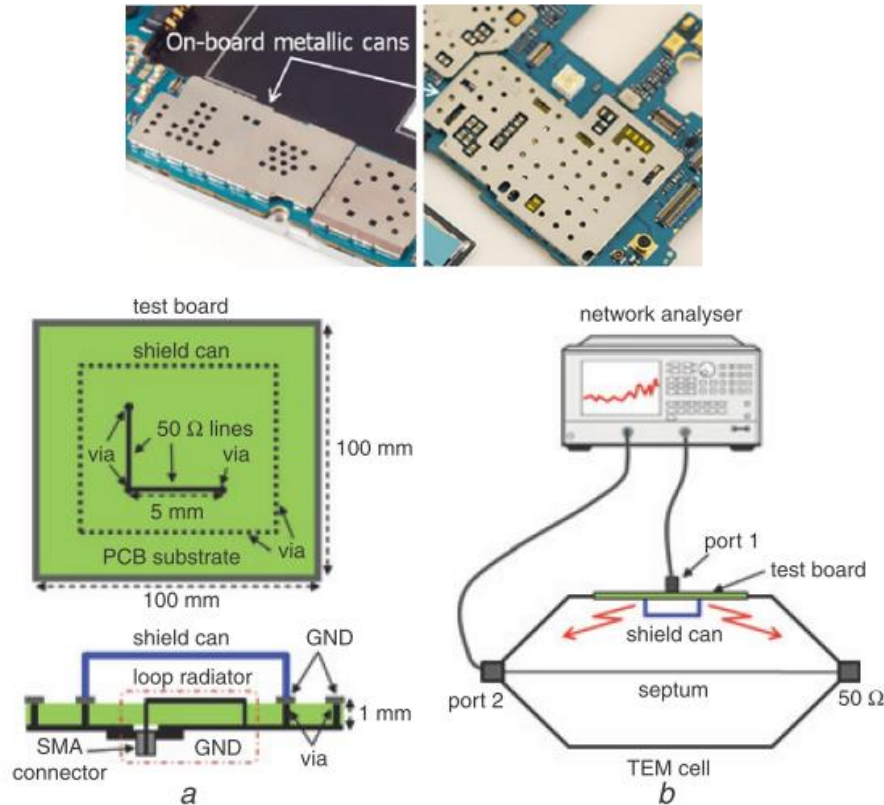 On-board metallic cans
test board
shield can
via
50 Ω lines
via
5 mm
100 mm
PCB substrate
via
100 mm
shield can
GND
loop radiator
1 mm
SMA
connector
GND
via
a
network analyser
port 1
test board
shield can
port 2
septum
50 Ω
TEM cell
b